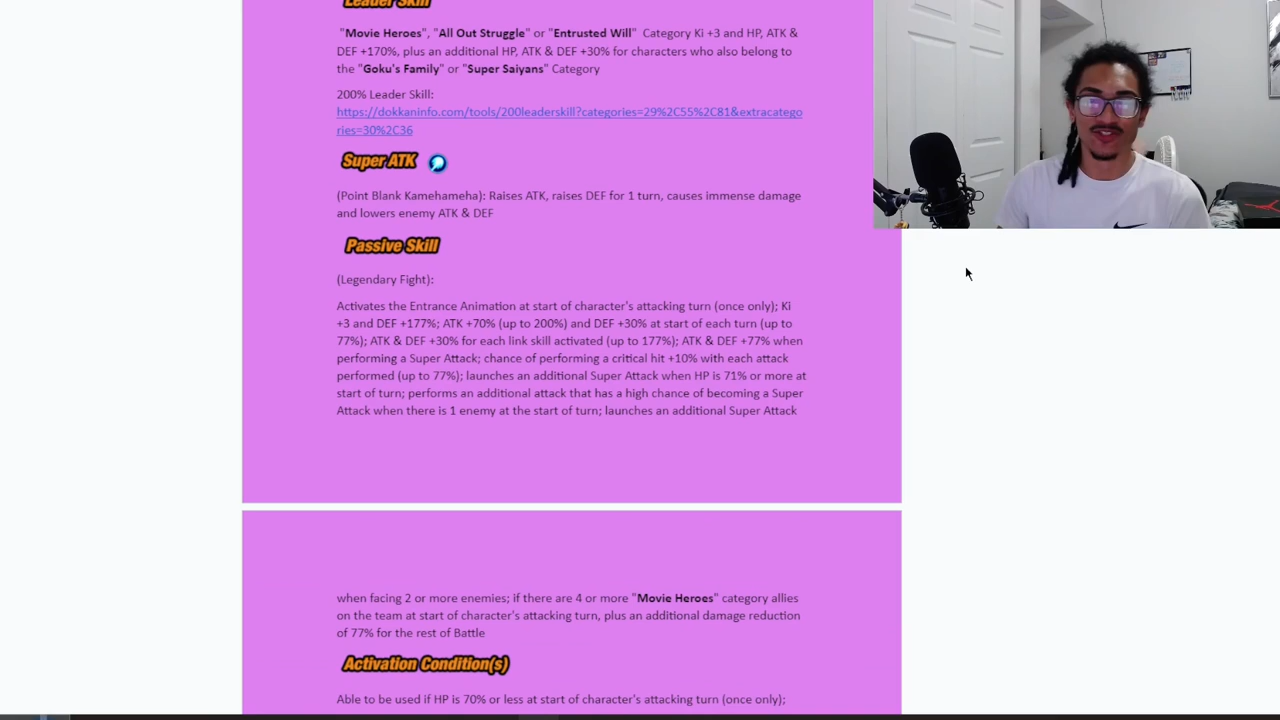 Leader Skill
"Movie Heroes", "All Out Struggle" or "Entrusted Will"  Category Ki +3 and HP, ATK &
DEF +170%, plus an additional HP, ATK & DEF +30% for characters who also belong to
the "Goku's Family" or "Super Saiyans" Category
200% Leader Skill:
https://dokkaninfo.com/tools/200leaderskill?categories=29%2C55%2C81&extracatego
ries=30%2C36
Super ATK
(Point Blank Kamehameha): Raises ATK, raises DEF for 1 turn, causes immense damage
and lowers enemy ATK & DEF
Passive Skill
(Legendary Fight):
Activates the Entrance Animation at start of character's attacking turn (once only); Ki
+3 and DEF +177%; ATK +70% (up to 200%) and DEF +30% at start of each turn (up to
77%); ATK & DEF +30% for each link skill activated (up to 177%); ATK & DEF +77% when
performing a Super Attack; chance of performing a critical hit +10% with each attack
performed (up to 77%); launches an additional Super Attack when HP is 71% or more at
start of turn; performs an additional attack that has a high chance of becoming a Super
Attack when there is 1 enemy at the start of turn; launches an additional Super Attack
when facing 2 or more enemies; if there are 4 or more "Movie Heroes" category allies
on the team at start of character's attacking turn, plus an additional damage reduction
of 77% for the rest of Battle
Activation Condition(s)
Able to be used if HP is 70% or less at start of character's attacking turn (once only);